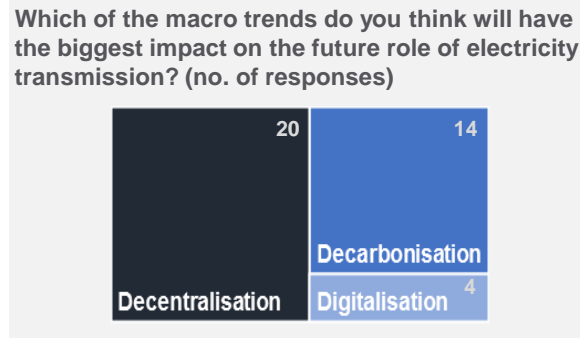 Which of the macro trends do you think will have
the biggest impact on the future role of electricity
transmission? (no. of responses)
20
Decentralisation
14
Decarbonisation
4
Digitalisation